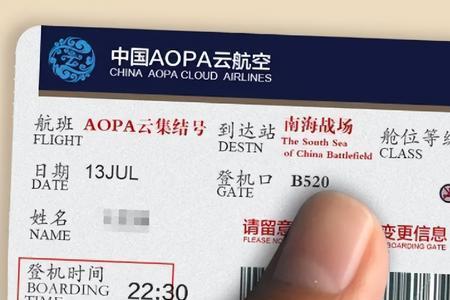 中国AOPA云航空
CHINA AOPA CLOUD AIRLINES
航班 AOPA云集结号 到达站 南海战场 舱位等
FLIGHT DESTN The South Sea of China Battlefield CLASS
日期 13JUL 登机口 B520
DATE GATE
姓名 请留意 变更信息
NAME PLEASE NO BOARDING GATE
登机时间
BOARDING 22:30
TIME